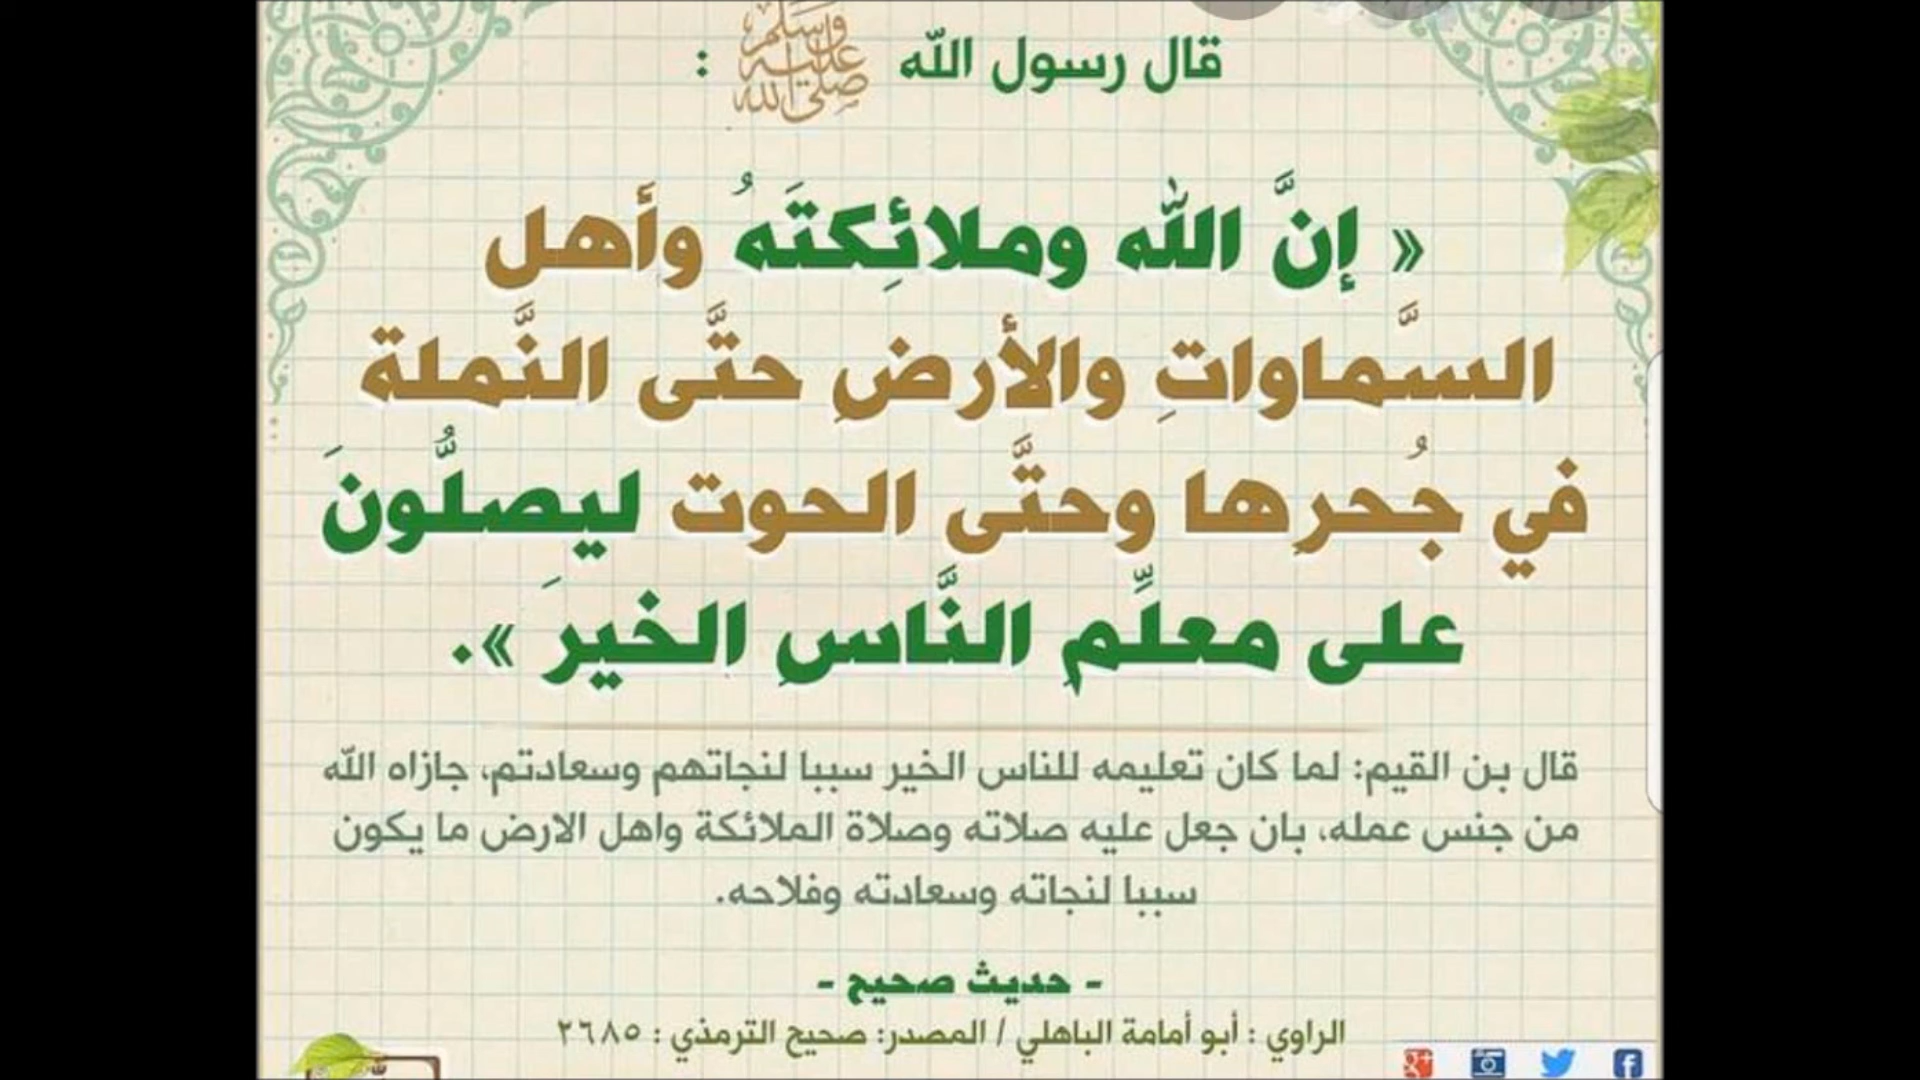 قال رسول الله صلى الله عليه وسلم :
« إنَّ الله وملائِكتَهُ وأهل
السَّماواتِ والأرضِ حتَّى النَّملة
في جُحرِها وحتَّى الحوت ليصلُّونَ
على معلِّمِ النَّاسِ الخيرَ ».
قال بن القيم: لما كان تعليمه للناس الخير سببا لنجاتهم وسعادتم، جازاه الله
من جنس عمله، بان جعل عليه صلاته وصلاة الملائكة واهل الارض ما يكون
سببا لنجاته وسعادته وفلاحه.
- حديث صحيح -
الراوي : أبو أمامة الباهلي / المصدر: صحيح الترمذي : ٢٦٨٥